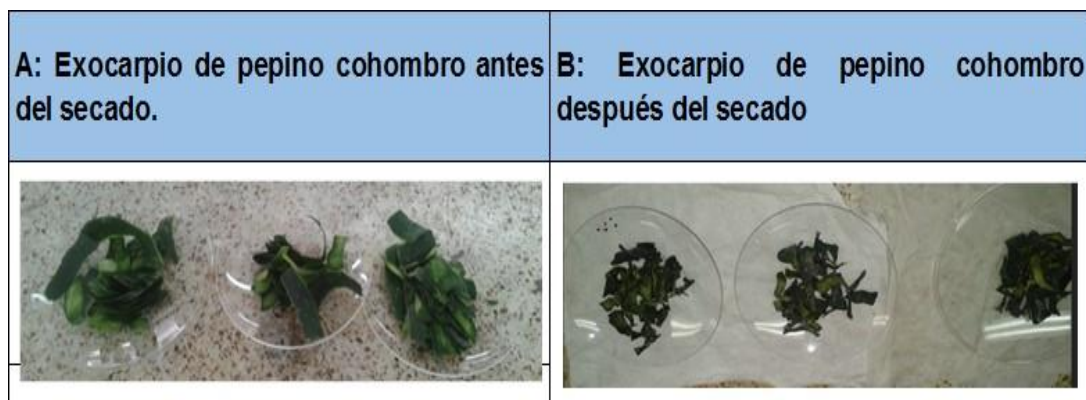 A: Exocarpio de pepino cohombro antes
del secado.
B: Exocarpio de pepino cohombro
después del secado